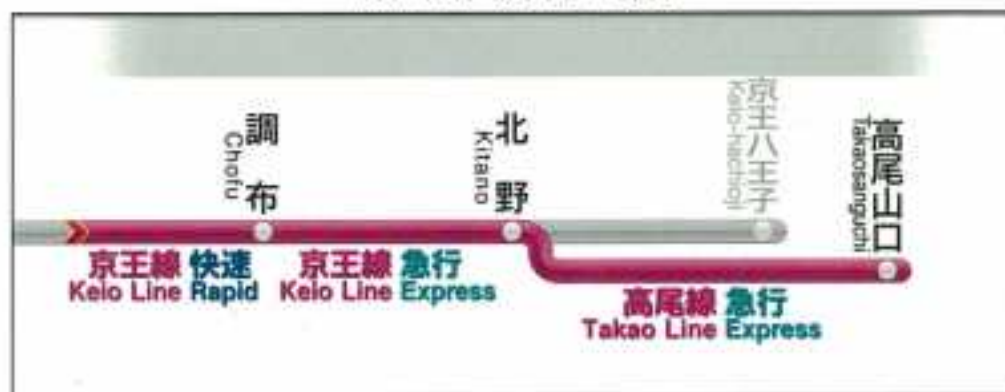 調布
Chofu
北野
Kitano
京王八王子
Keio-hachioji
高尾山口
Takaosanguchi
京王線 快速
Keio Line Rapid
京王線 急行
Keio Line Express
高尾線 急行
Takao Line Express